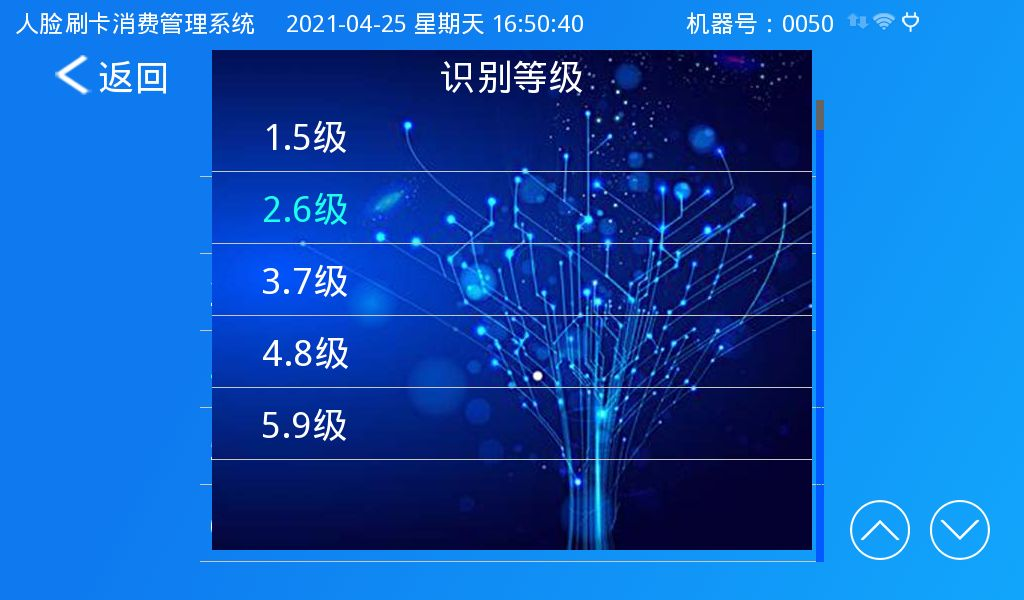 人脸刷卡消费管理系统 2021-04-25 星期天 16:50:40 机器号：0050
返回
识别等级
1.5级
2.6级
3.7级
4.8级
5.9级